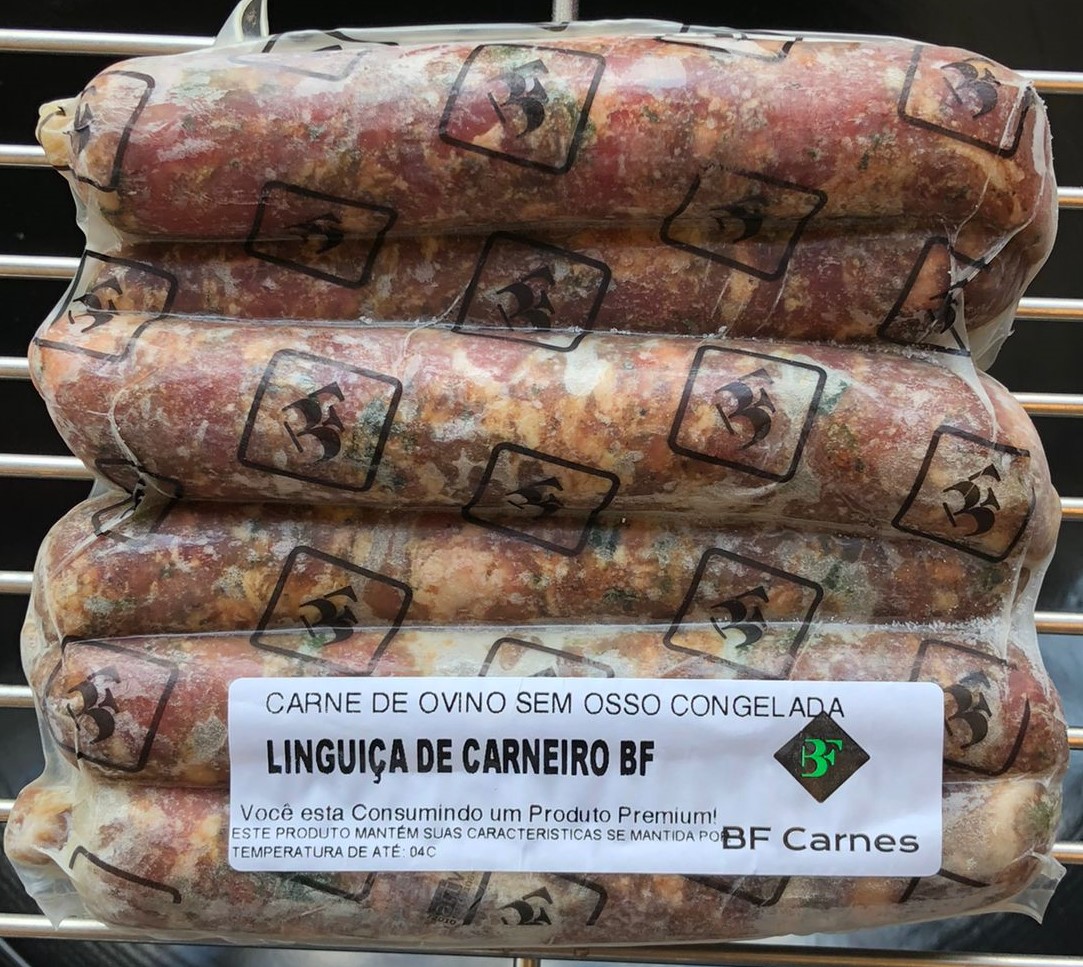 CARNE DE OVINO SEM OSSO CONGELADA
LINGUIÇA DE CARNEIRO BF
BF
Você esta Consumindo um Produto Premium!
ESTE PRODUTO MANTÉM SUAS CARACTERISTICAS SE MANTIDA POR
BF Carnes
TEMPERATURA DE ATÉ: 04C